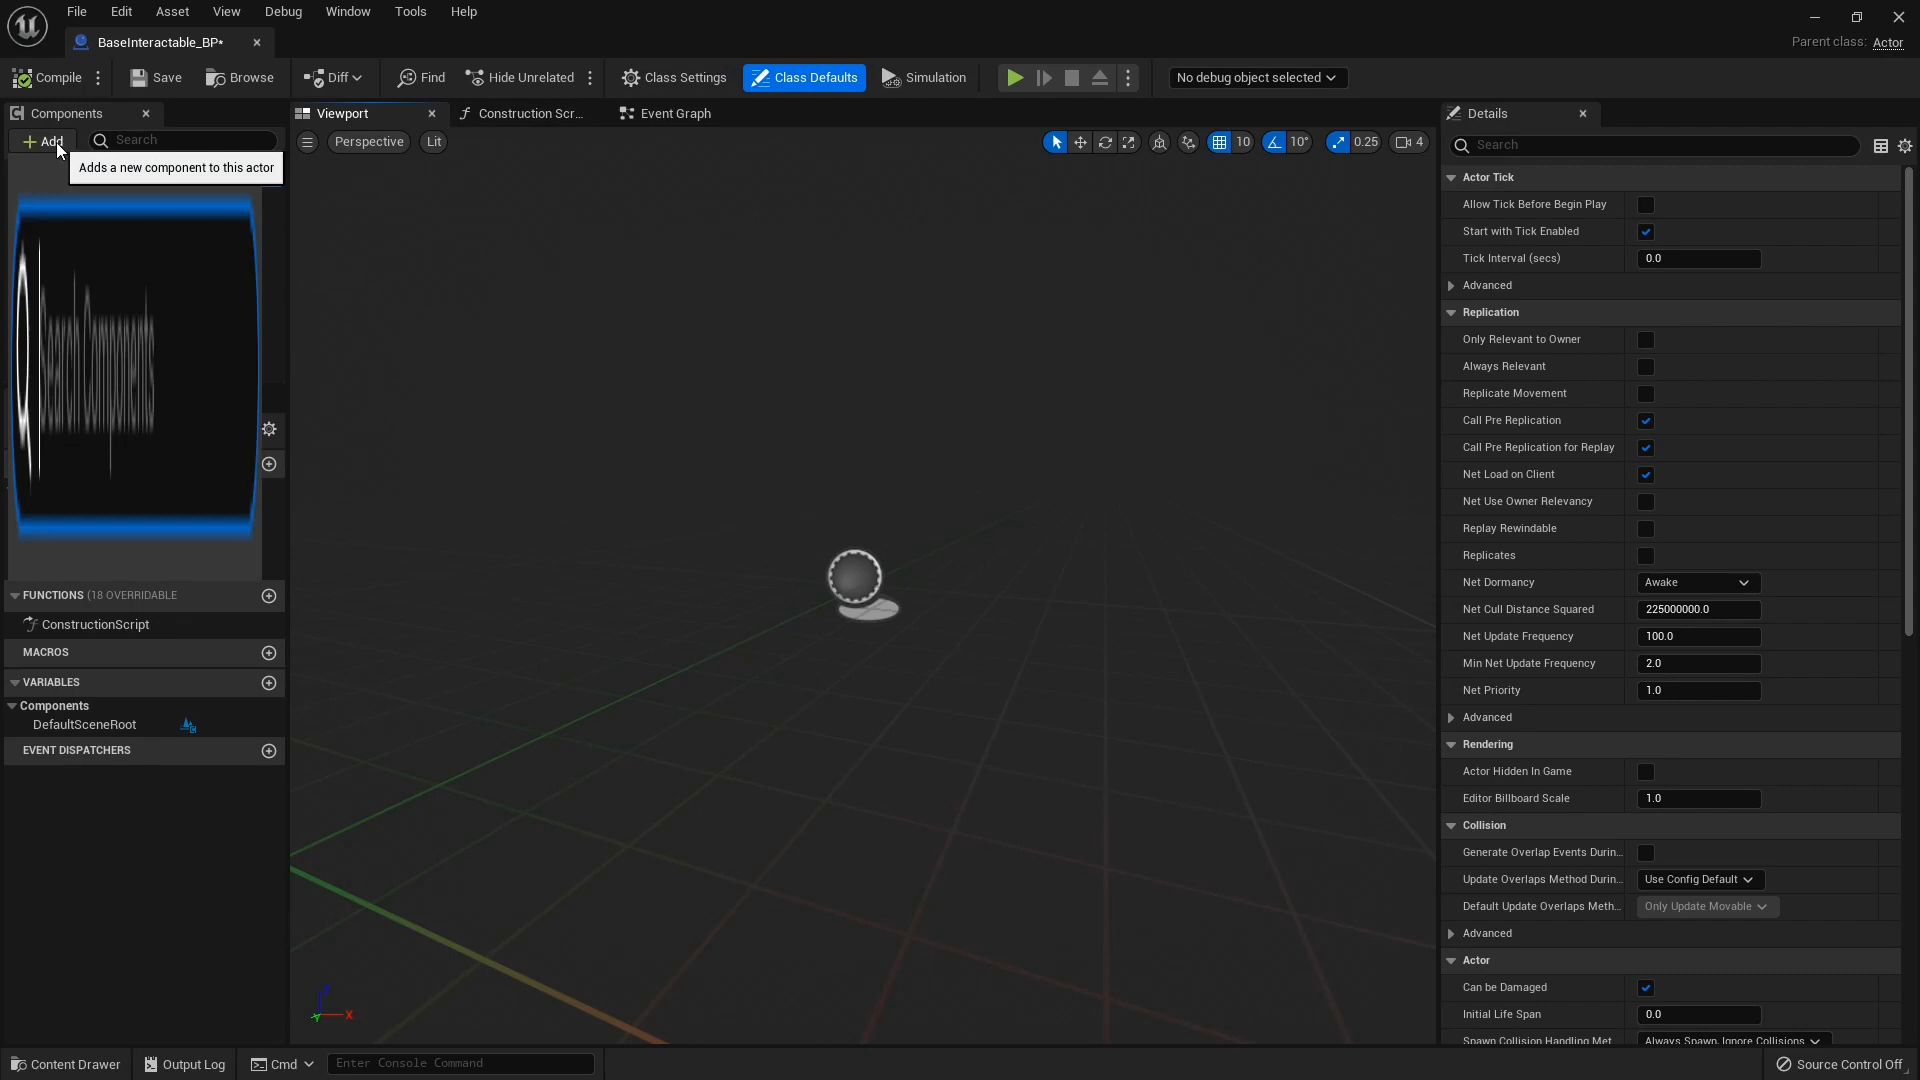 File Edit Asset View Debug Window Tools Help
BaseInteractable_BP*
Parent class: Actor
Compile Save Browse Diff Find Hide Unrelated Class Settings Class Defaults Simulation No debug object selected
Components
Viewport Construction Scr... Event Graph
Details
Add Search
Perspective Lit
10 10° 0.25 4
Search
Adds a new component to this actor
Search Components
FUNCTIONS (18 OVERRIDABLE
ConstructionScript
MACROS
VARIABLES
Components
DefaultSceneRoot
EVENT DISPATCHERS
X
Actor Tick
Allow Tick Before Begin Play
Start with Tick Enabled
Tick Interval (secs) 0.0
Advanced
Replication
Only Relevant to Owner
Always Relevant
Replicate Movement
Call Pre Replication
Call Pre Replication for Replay
Net Load on Client
Net Use Owner Relevancy
Replay Rewindable
Replicates
Net Dormancy Awake
Net Cull Distance Squared 225000000.0
Net Update Frequency 100.0
Min Net Update Frequency 2.0
Net Priority 1.0
Advanced
Rendering
Actor Hidden In Game
Editor Billboard Scale 1.0
Collision
Generate Overlap Events Durin...
Update Overlaps Method Durin... Use Config Default
Default Update Overlaps Meth... Only Update Movable
Advanced
Actor
Can be Damaged
Initial Life Span 0.0
Spawn Collision Handling Met Always Spawn, Ignore Collisions
Content Drawer Output Log Cmd Enter Console Command
Source Control Off